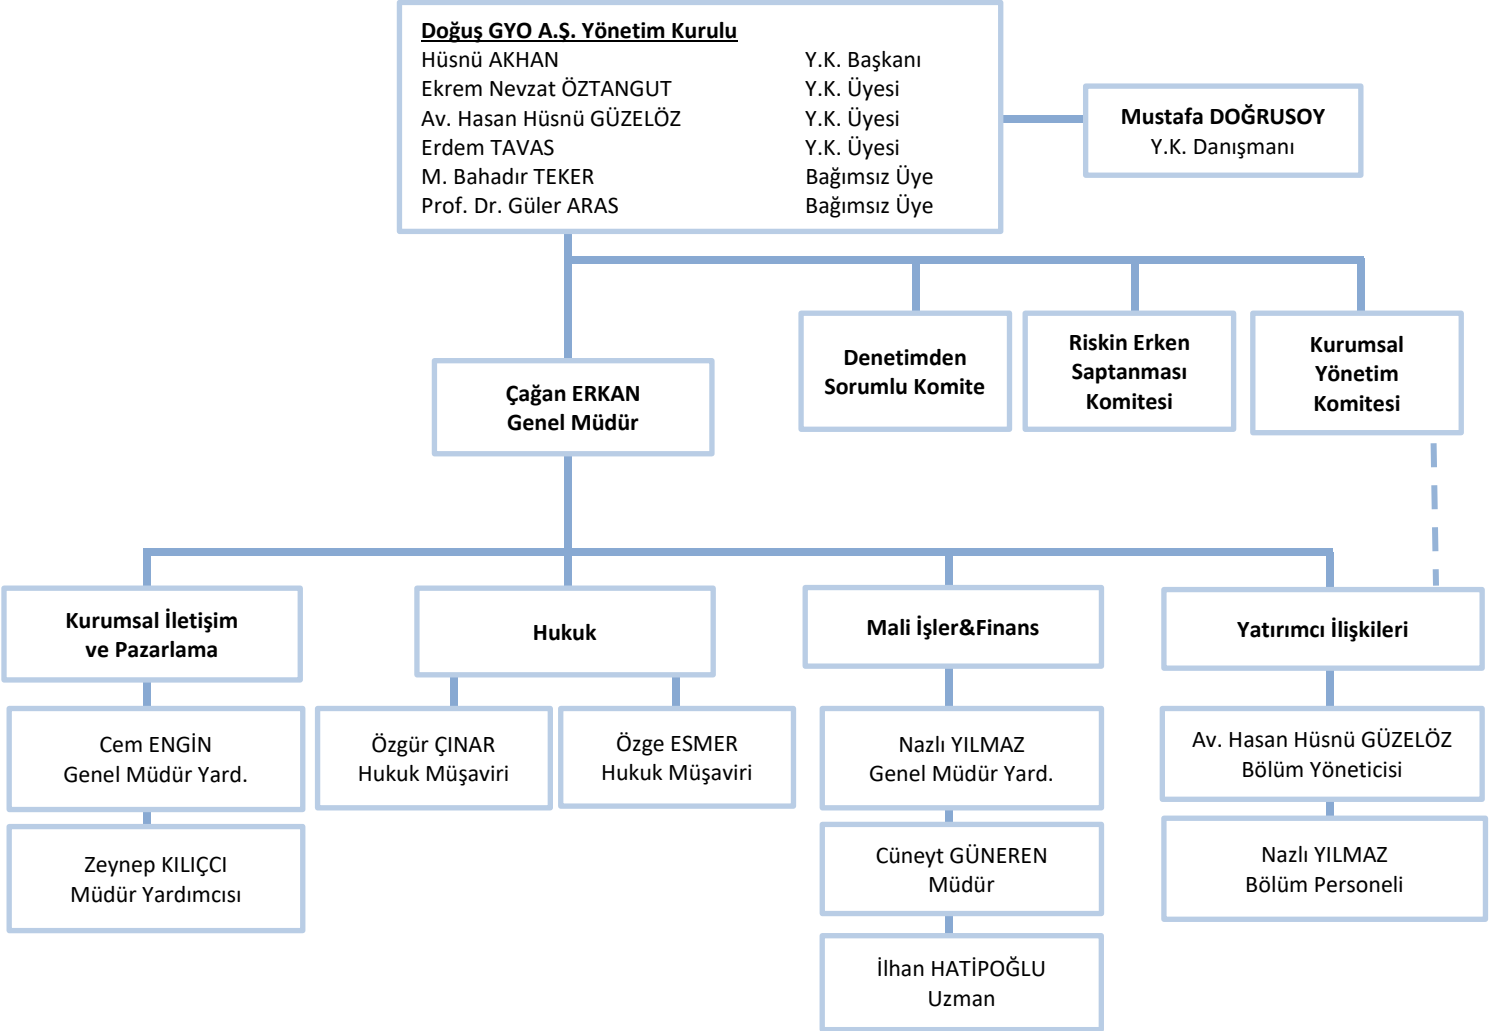 Doğuş GYO A.Ş. Yönetim Kurulu
Hüsnü AKHAN Y.K. Başkanı
Ekrem Nevzat ÖZTANGUT Y.K. Üyesi
Av. Hasan Hüsnü GÜZELÖZ Y.K. Üyesi
Erdem TAVAS Y.K. Üyesi
M. Bahadır TEKER Bağımsız Üye
Prof. Dr. Güler ARAS Bağımsız Üye
Mustafa DOĞRUSOY
Y.K. Danışmanı
Denetimden
Sorumlu Komite
Riskin Erken
Saptanması
Komitesi
Kurumsal
Yönetim
Komitesi
Çağan ERKAN
Genel Müdür
Kurumsal İletişim
ve Pazarlama
Hukuk
Mali İşler&Finans
Yatırımcı İlişkileri
Cem ENGİN
Genel Müdür Yard.
Özgür ÇINAR
Hukuk Müşaviri
Özge ESMER
Hukuk Müşaviri
Nazlı YILMAZ
Genel Müdür Yard.
Av. Hasan Hüsnü GÜZELÖZ
Bölüm Yöneticisi
Zeynep KILIÇCI
Müdür Yardımcısı
Cüneyt GÜNEREN
Müdür
Nazlı YILMAZ
Bölüm Personeli
İlhan HATİPOĞLU
Uzman